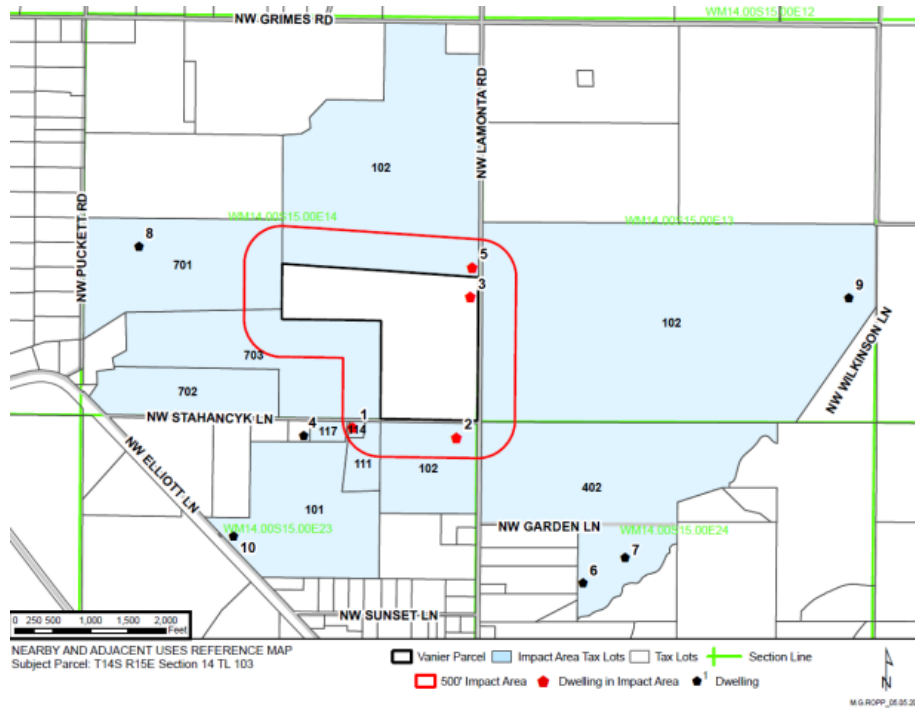 NW GRIMES RD
WM14.00S15.00E12
NW LAMONTA RD
102
NW PUCKETT RD
WM14.00S15.00E14
WM14.00S15.00E13
8
701
5
3
9
102
703
NW WILKINSON LN
702
NW STAHANCYK LN
4
117
1
114
2
111
102
402
NW ELLIOTT LN
101
WM14.00S15.00E23
10
NW GARDEN LN
WM14.00S15.00E24
6
7
NW SUNSET LN
0 250 500 1,000 1,500 2,000
Feet
NEARBY AND ADJACENT USES REFERENCE MAP
Subject Parcel: T14S R15E Section 14 TL 103
Vanier Parcel Impact Area Tax Lots Tax Lots Section Line
500' Impact Area Dwelling in Impact Area 1 Dwelling
N